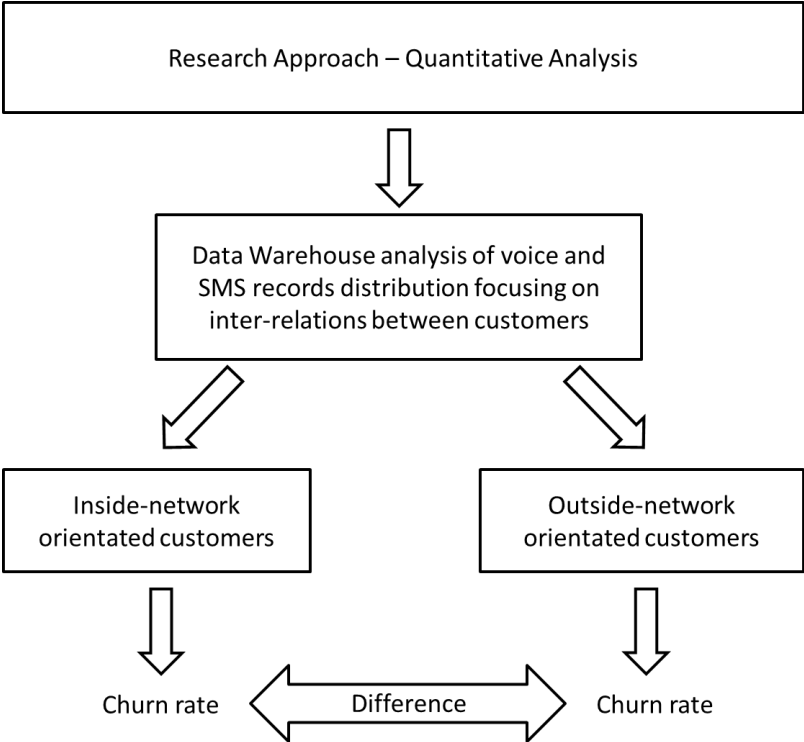 Research Approach – Quantitative Analysis
Data Warehouse analysis of voice and
SMS records distribution focusing on
inter-relations between customers
Inside-network
orientated customers
Outside-network
orientated customers
Churn rate
Difference
Churn rate